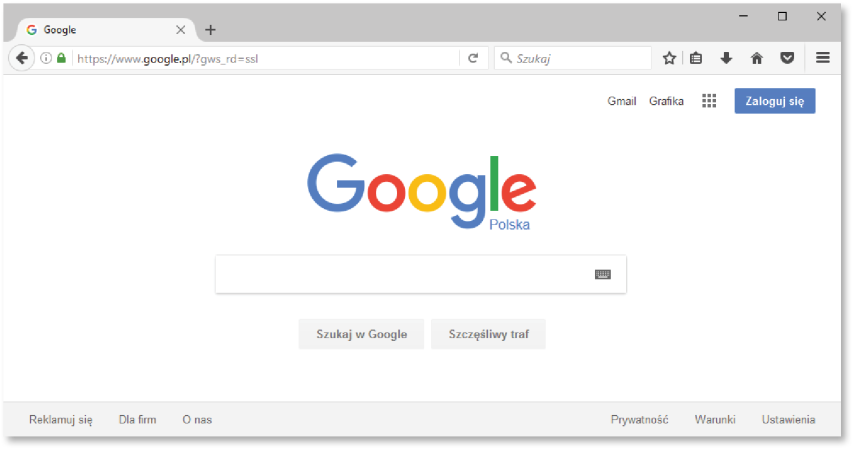 Google
https://www.google.pl/?gws_rd=ssl
Szukaj
Gmail Grafika Zaloguj się
Google
Polska
Szukaj w Google Szczęśliwy traf
Reklamuj się Dla firm O nas Prywatność Warunki Ustawienia